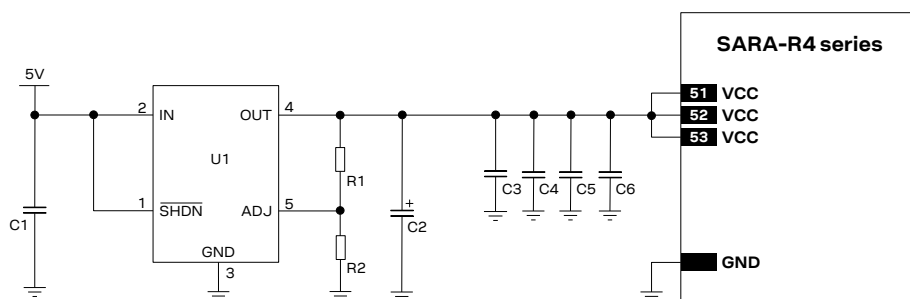 SARA-R4 series
5V
51 VCC
2 IN OUT 4
52 VCC
53 VCC
U1
R1
C3 C4 C5 C6
1 SHDN ADJ 5
C1
+
C2
GND
3
R2
GND